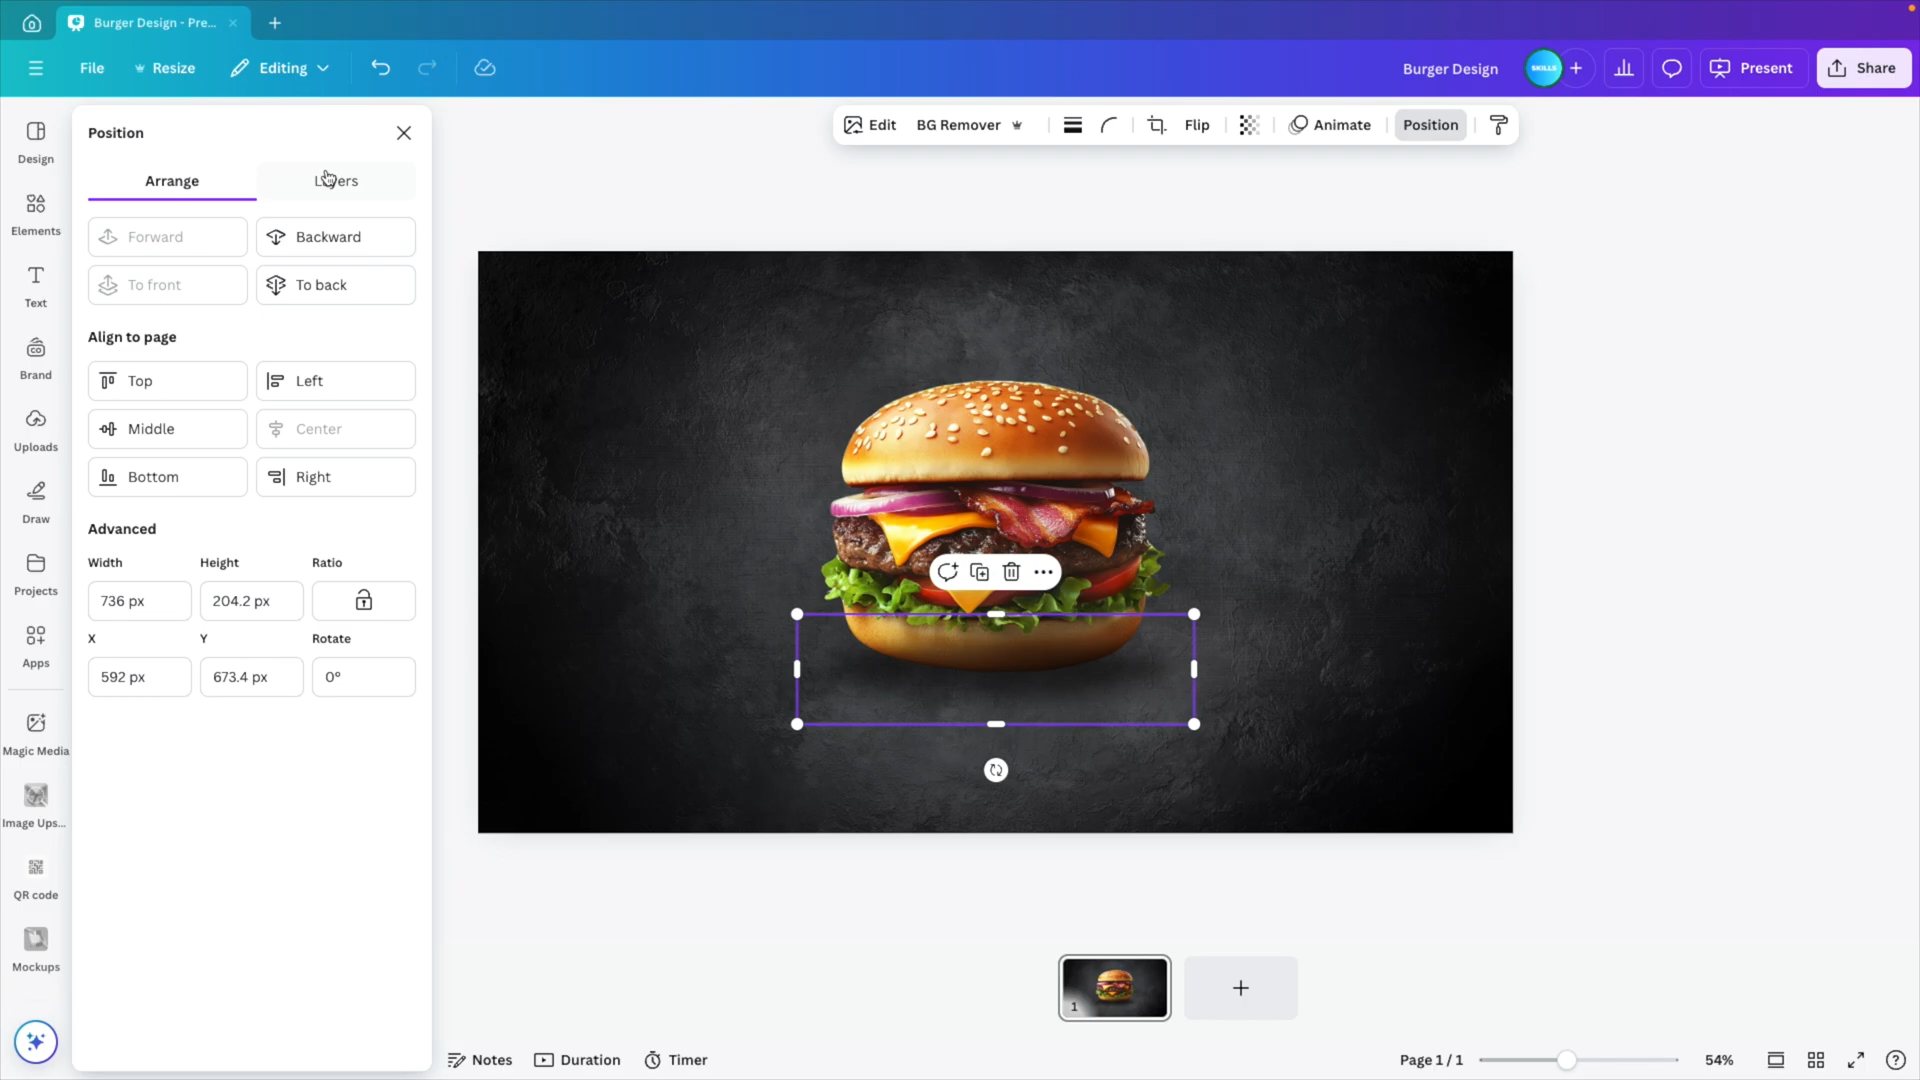 Burger Design - Pre...
File
Resize
Editing
Burger Design
SKILLS
Present
Share
Design
Elements
Text
Brand
Uploads
Draw
Projects
Apps
Magic Media
Image Ups...
QR code
Mockups
Position
Arrange
Forward
Backward
To front
To back
Align to page
Top
Left
Middle
Center
Bottom
Right
Advanced
Width
Height
Ratio
736 px
204.2 px
X
Y
Rotate
592 px
673.4 px
0°
Edit
BG Remover
Flip
Animate
Position
1
Notes
Duration
Timer
Page 1 / 1
54%